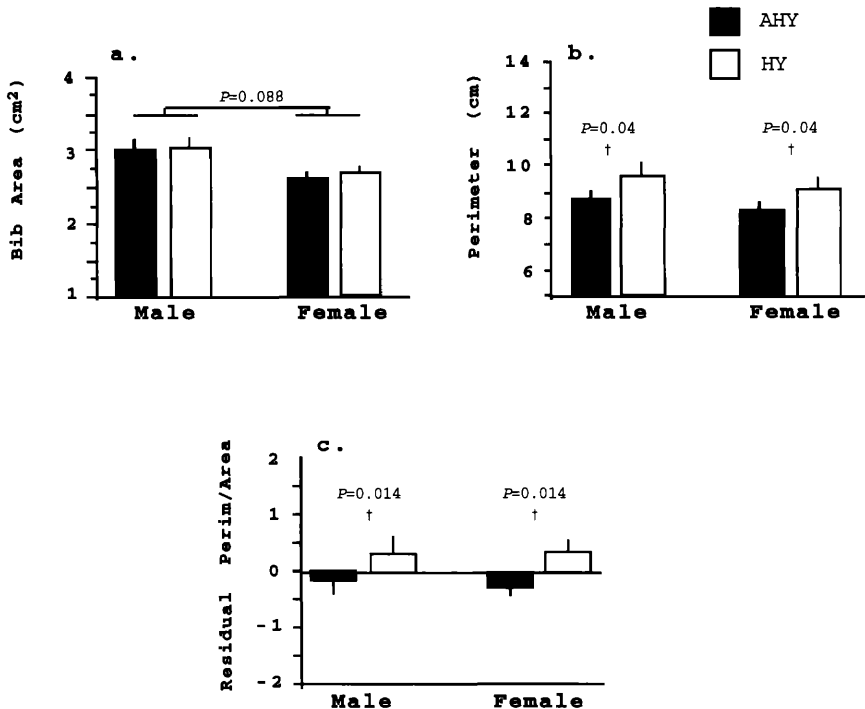 AHY
HY
a.
Bib Area (cm²)
4
3
2
1
P=0.088
Male Female
b.
Perimeter (cm)
14
12
10
8
6
P=0.04 P=0.04
† †
Male Female
c.
Residual Perim/Area
2
1
0
-1
-2
P=0.014 P=0.014
† †
Male Female